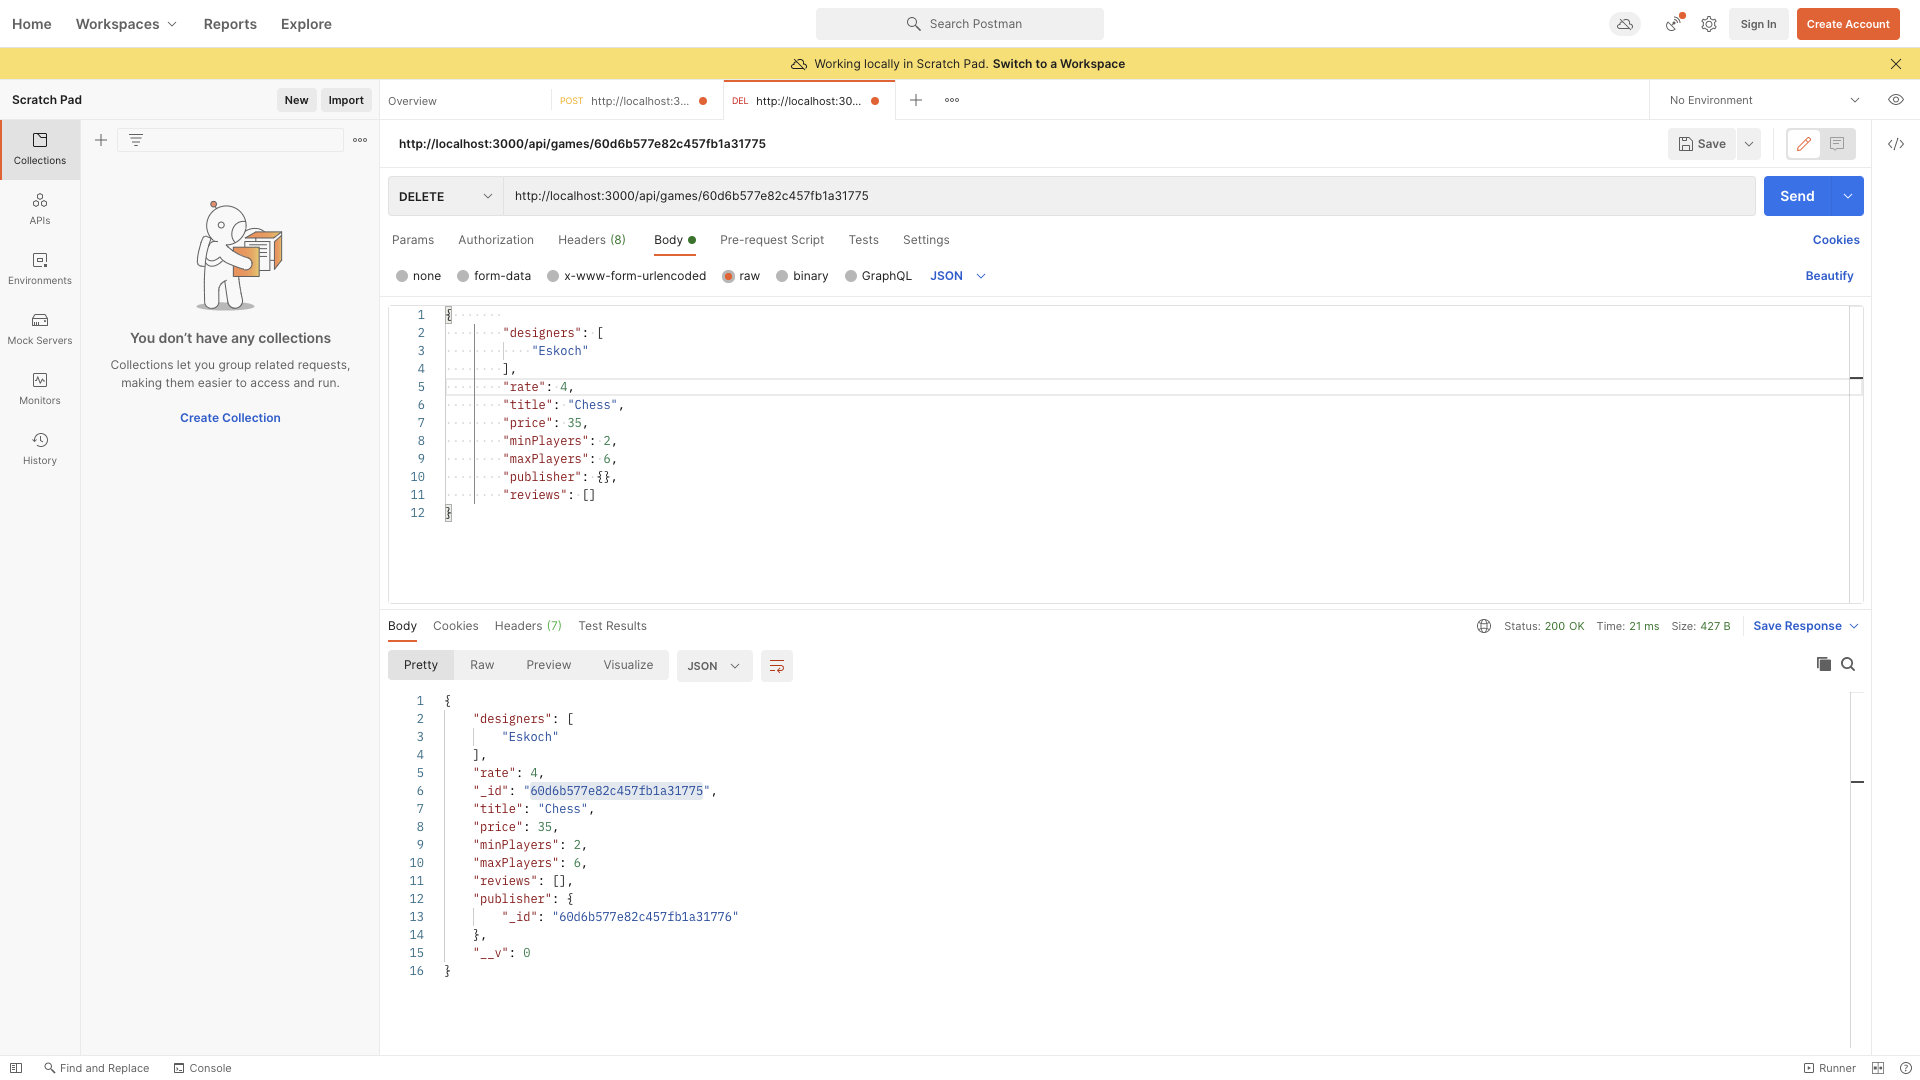 Home Workspaces Reports Explore Search Postman Sign In Create Account
Working locally in Scratch Pad. Switch to a Workspace
Scratch Pad New Import Overview POST http://localhost:3... DEL http://localhost:30... No Environment
Collections
APIs
Environments
Mock Servers
Monitors
History
You don’t have any collections
Collections let you group related requests,
making them easier to access and run.
Create Collection
http://localhost:3000/api/games/60d6b577e82c457fb1a31775 Save
DELETE http://localhost:3000/api/games/60d6b577e82c457fb1a31775 Send
Params Authorization Headers (8) Body Pre-request Script Tests Settings Cookies
none form-data x-www-form-urlencoded raw binary GraphQL JSON Beautify
1 {
2 "designers": [
3 "Eskoch"
4 ],
5 "rate": 4,
6 "title": "Chess",
7 "price": 35,
8 "minPlayers": 2,
9 "maxPlayers": 6,
10 "publisher": {},
11 "reviews": []
12 }
Body Cookies Headers (7) Test Results Status: 200 OK Time: 21 ms Size: 427 B Save Response
Pretty Raw Preview Visualize JSON
1 {
2 "designers": [
3 "Eskoch"
4 ],
5 "rate": 4,
6 "_id": "60d6b577e82c457fb1a31775",
7 "title": "Chess",
8 "price": 35,
9 "minPlayers": 2,
10 "maxPlayers": 6,
11 "reviews": [],
12 "publisher": {
13 "_id": "60d6b577e82c457fb1a31776"
14 },
15 "__v": 0
16 }
Find and Replace Console Runner